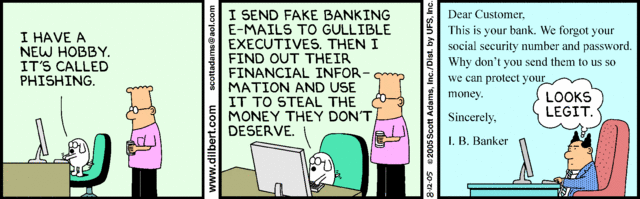 I HAVE A
NEW HOBBY.
IT'S CALLED
PHISHING.
www.dilbert.com scottadams@aol.com
I SEND FAKE BANKING
E-MAILS TO GULLIBLE
EXECUTIVES. THEN I
FIND OUT THEIR
FINANCIAL INFOR-
MATION AND USE
IT TO STEAL THE
MONEY THEY DON'T
DESERVE.
8-12-05 ©2005 Scott Adams, Inc./Dist. by UFS, Inc.
Dear Customer,
This is your bank. We forgot your
social security number and password.
Why don't you send them to us so
we can protect your
money.
Sincerely,
I. B. Banker
LOOKS
LEGIT.